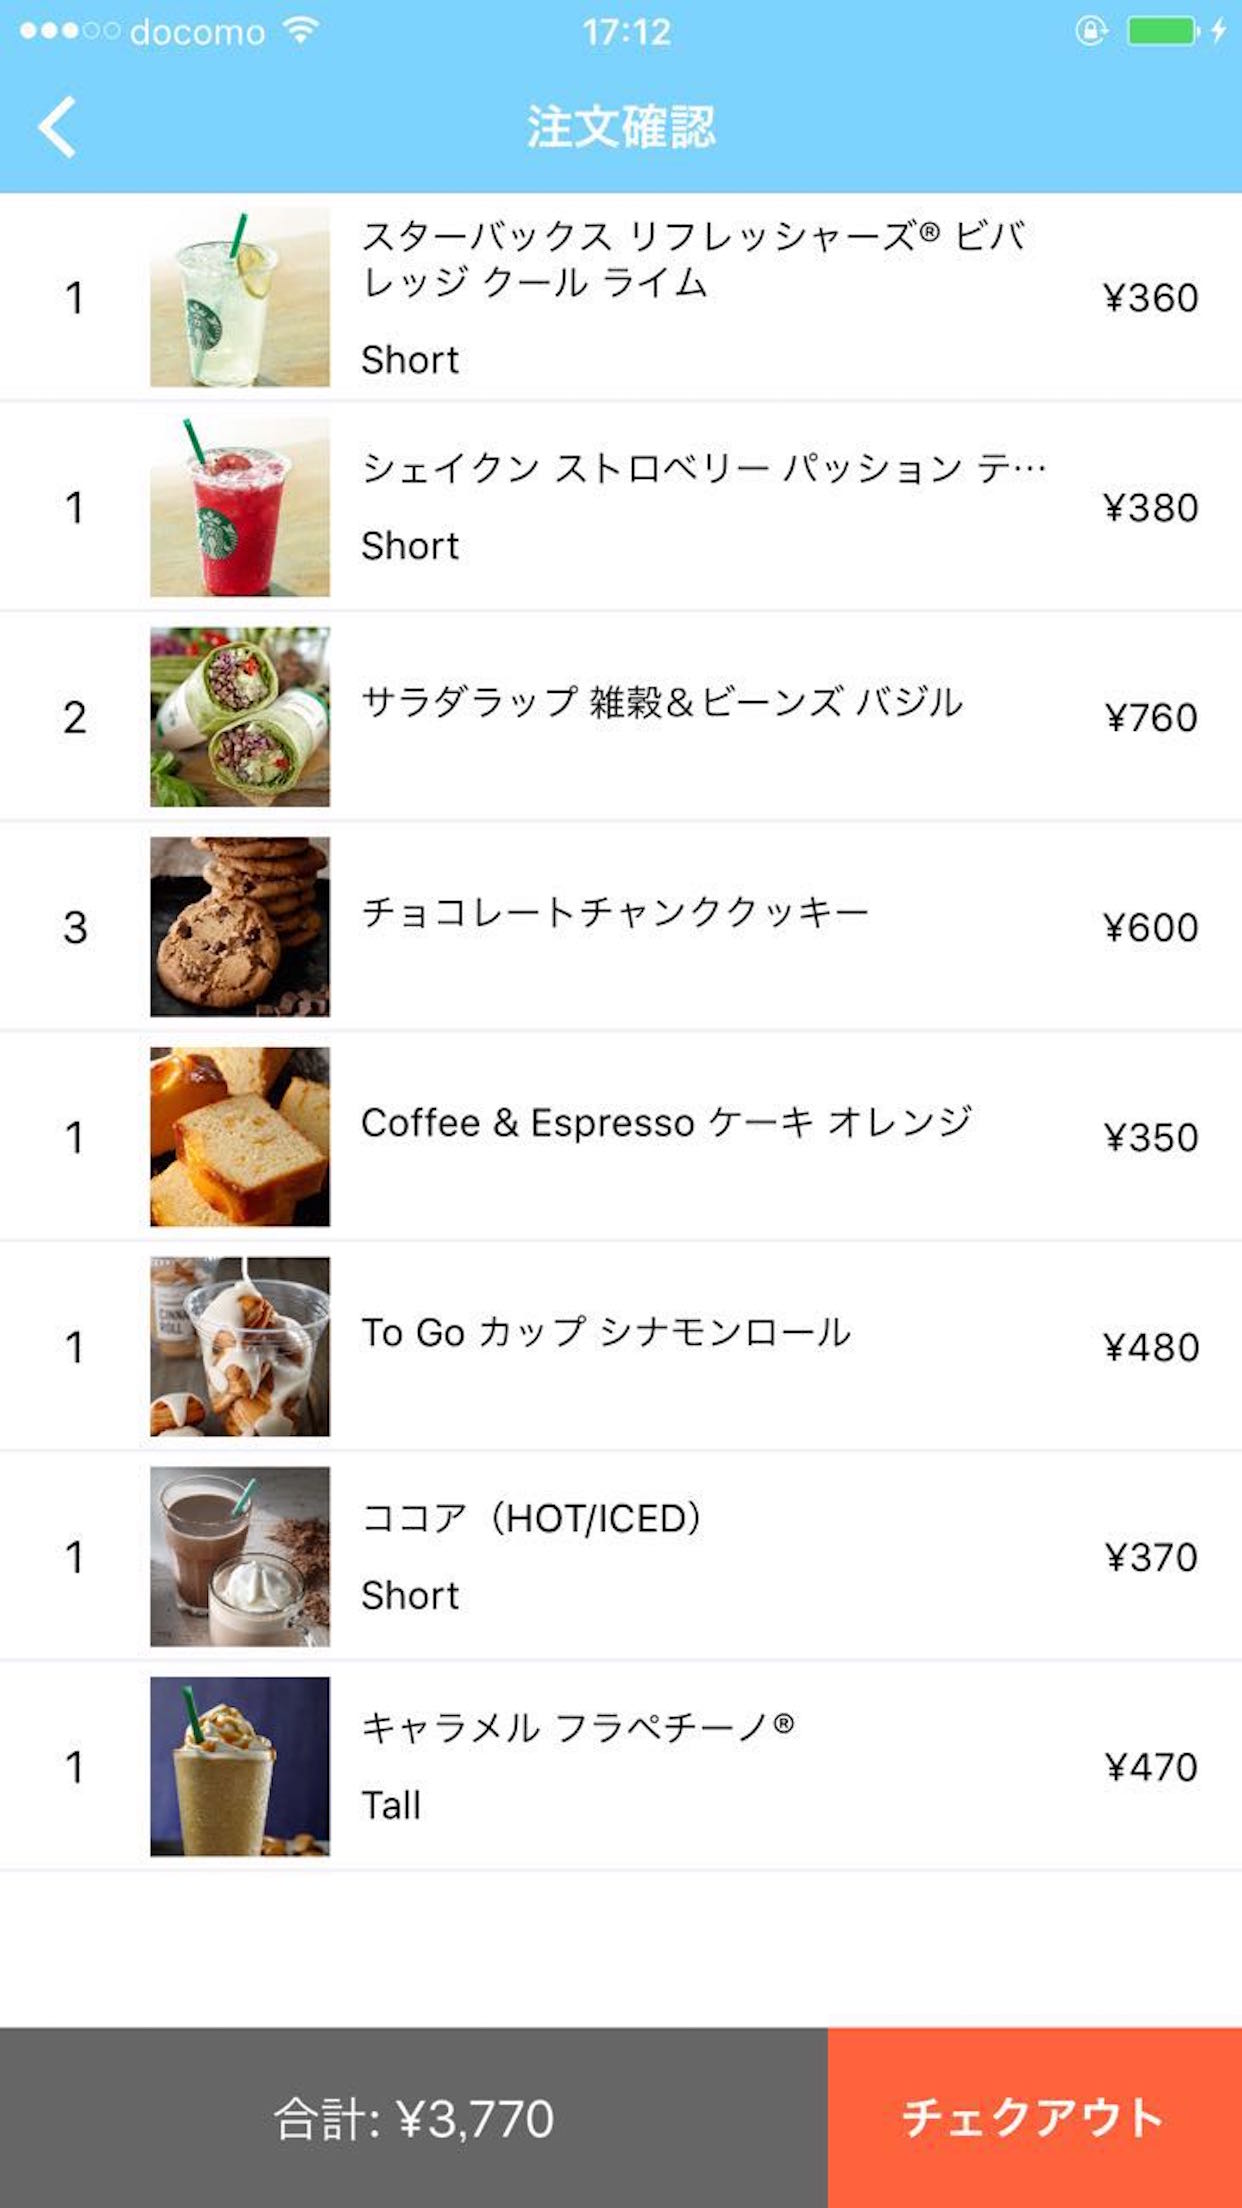 docomo 17:12
注文確認
1
スターバックス リフレッシャーズ® ビバ
レッジ クール ライム
Short
¥360
1
シェイクン ストロベリー パッション テ…
Short
¥380
2
サラダラップ 雑穀&ビーンズ バジル
¥760
3
チョコレートチャンククッキー
¥600
1
Coffee & Espresso ケーキ オレンジ
¥350
1
To Go カップ シナモンロール
¥480
1
ココア（HOT/ICED）
Short
¥370
1
キャラメル フラペチーノ®
Tall
¥470
合計: ¥3,770
チェクアウト